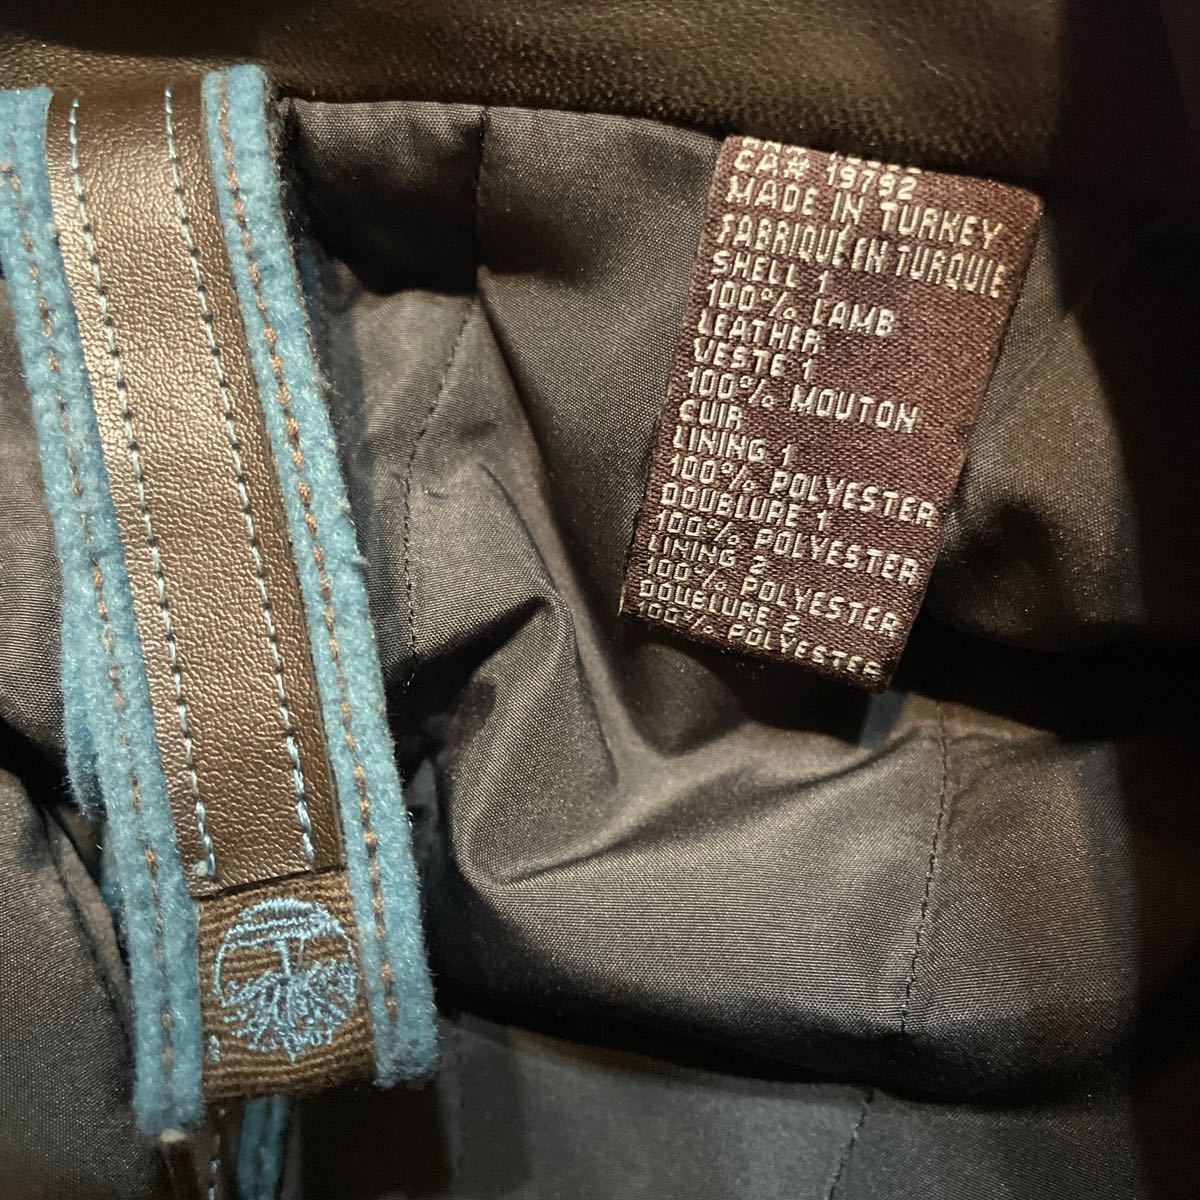 CA# 19792
MADE IN TURKEY
FABRIQUÉ EN TURQUIE
SHELL 1
100% LAMB
LEATHER
VESTE 1
100% MOUTON
CUIR
LINING 1
100% POLYESTER
DOUBLURE 1
100% POLYESTER
LINING 2
100% POLYESTER
DOUBLURE 2
100% POLYESTER